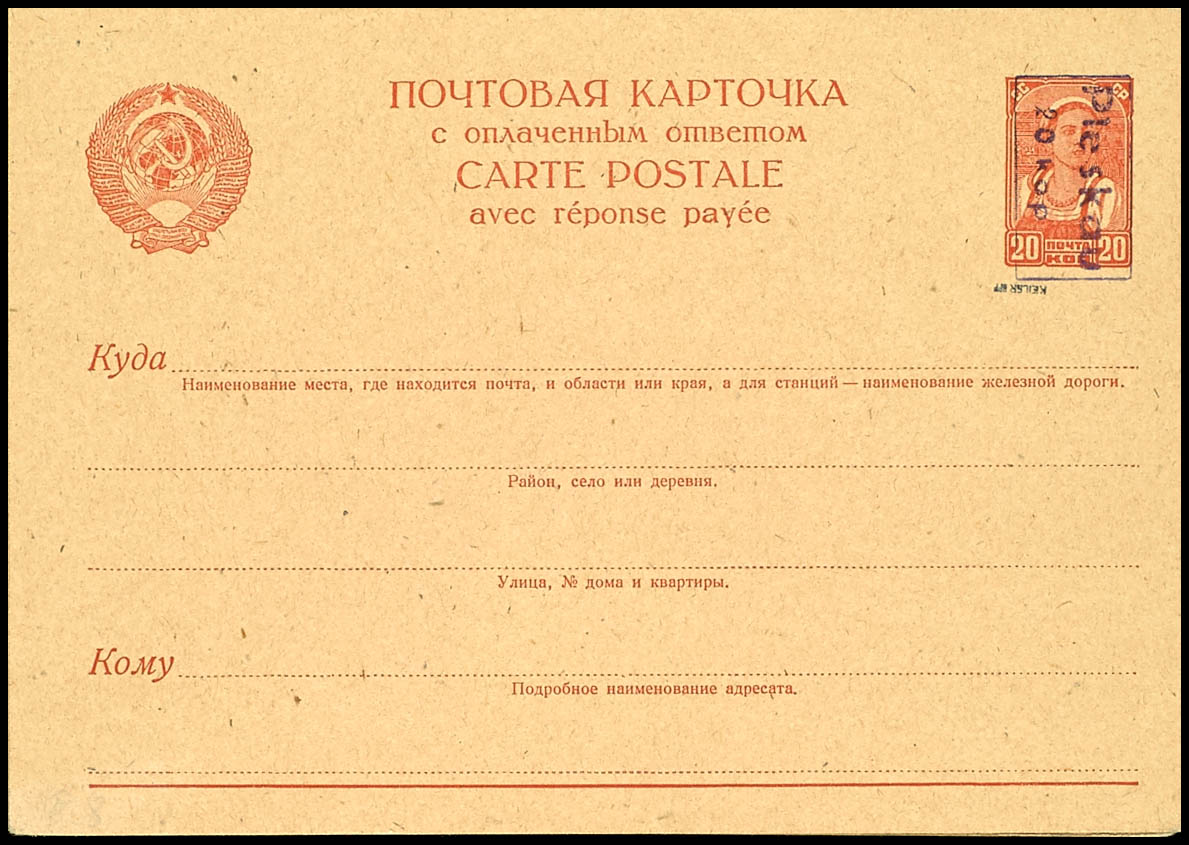 ПОЧТОВАЯ КАРТОЧКА
с оплаченным ответом
CARTE POSTALE
avec réponse payée
20 ПОЧТА 20
КОП
20 кор
Куда
Наименование места, где находится почта, и области или края, а для станций — наименование железной дороги.
Район, село или деревня.
Улица, № дома и квартиры.
Кому
Подробное наименование адресата.